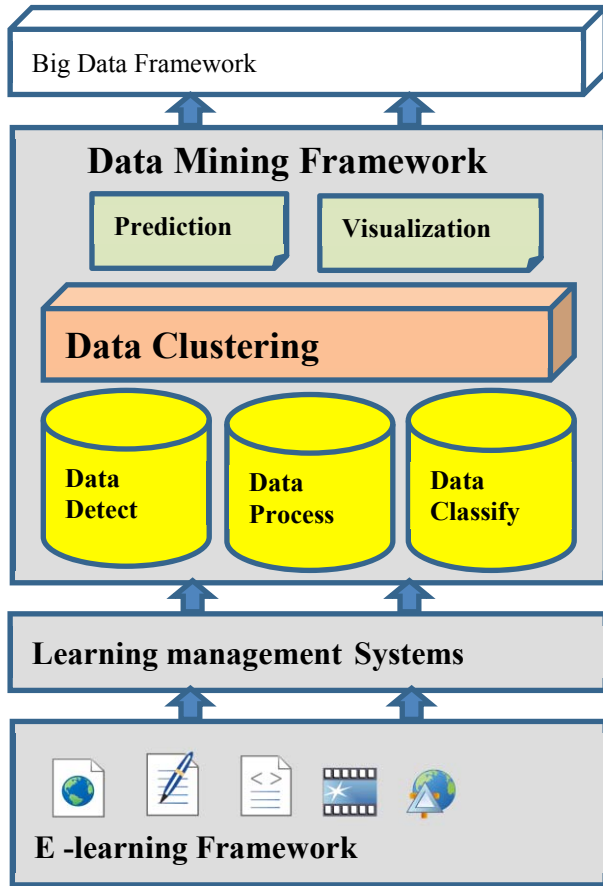 Big Data Framework
Data Mining Framework
Prediction
Visualization
Data Clustering
Data
Detect
Data
Process
Data
Classify
Learning management Systems
< >
E -learning Framework